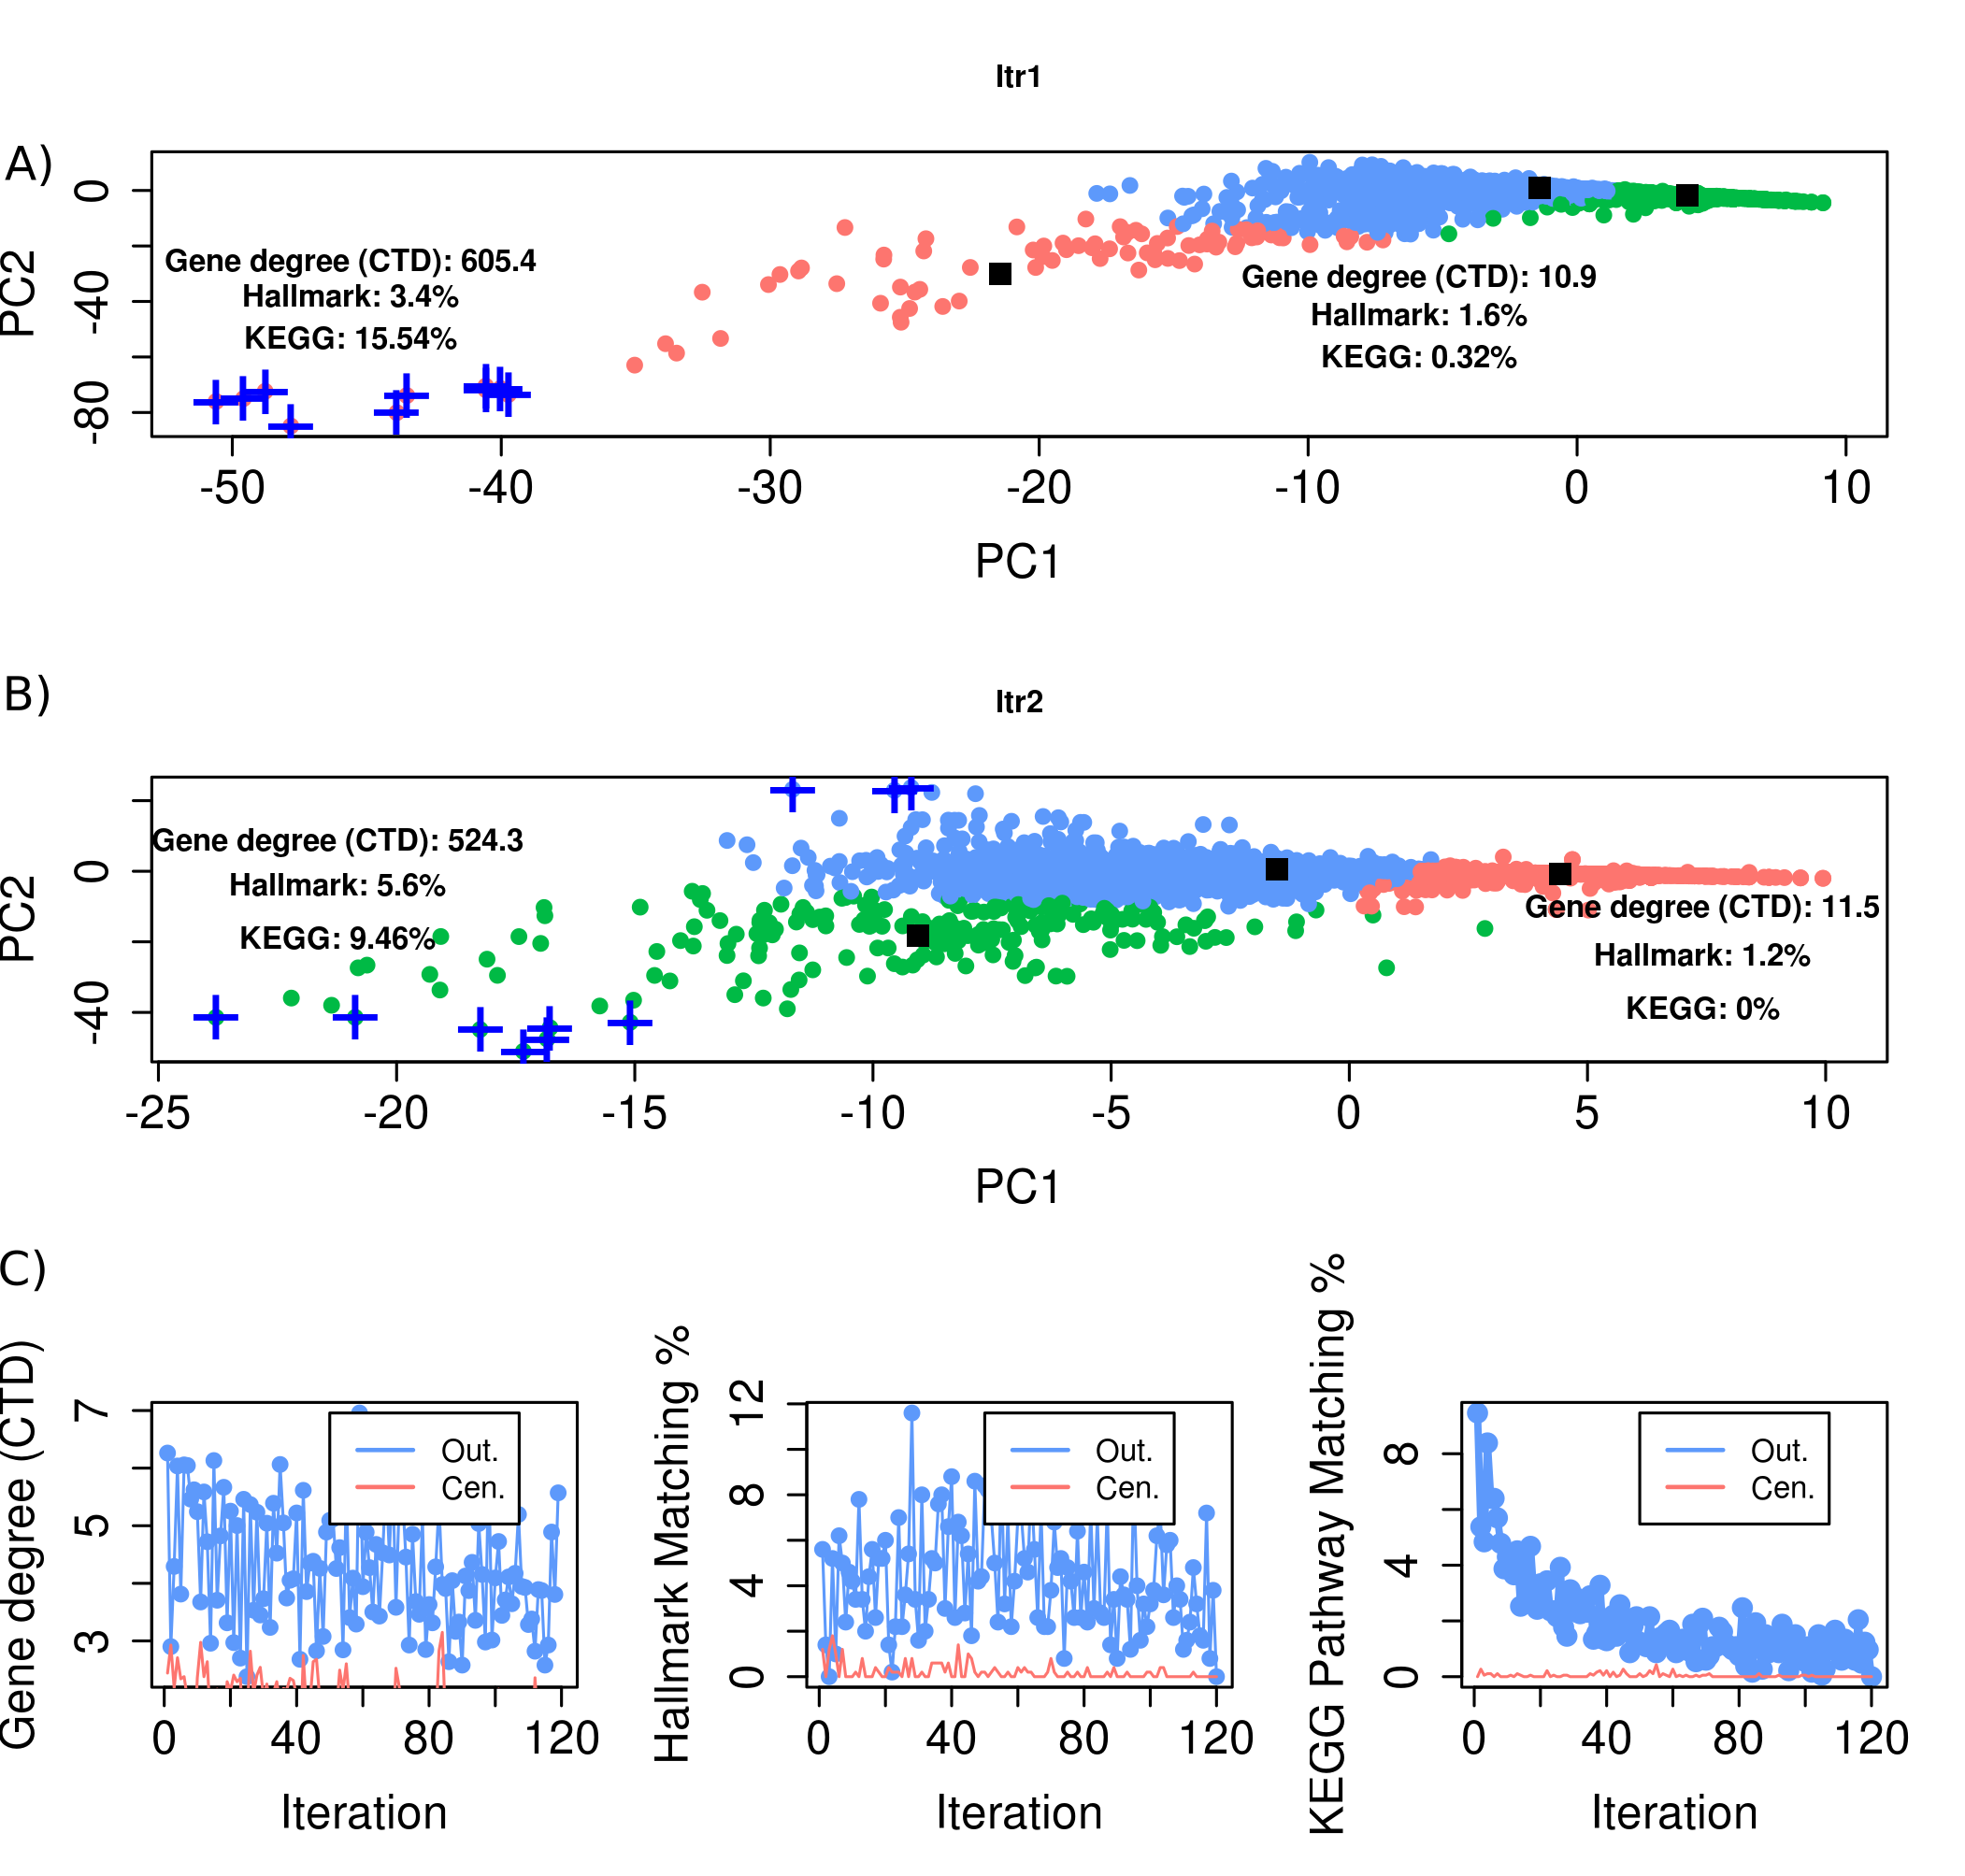 Itr1
A)
PC2
0
-40
-80
Gene degree (CTD): 605.4
Hallmark: 3.4%
KEGG: 15.54%
Gene degree (CTD): 10.9
Hallmark: 1.6%
KEGG: 0.32%
-50 -40 -30 -20 -10 0 10
PC1
B)
Itr2
PC2
0
-40
Gene degree (CTD): 524.3
Hallmark: 5.6%
KEGG: 9.46%
Gene degree (CTD): 11.5
Hallmark: 1.2%
KEGG: 0%
-25 -20 -15 -10 -5 0 5 10
PC1
C)
Gene degree (CTD)
7
5
3
Out.
Cen.
0 40 80 120
Iteration
Hallmark Matching %
12
8
4
0
Out.
Cen.
0 40 80 120
Iteration
KEGG Pathway Matching %
8
4
0
Out.
Cen.
0 40 80 120
Iteration